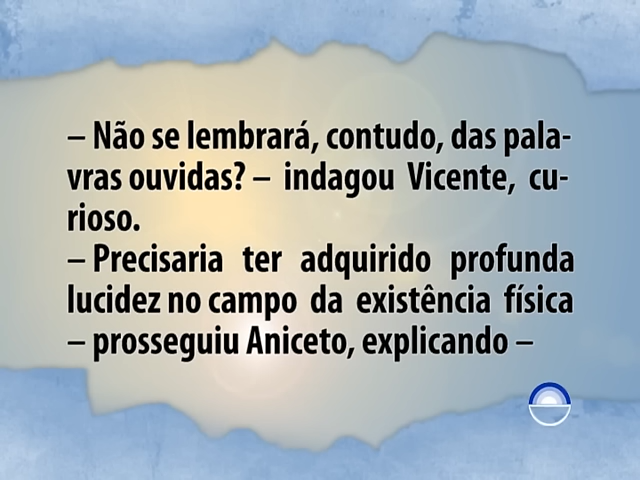 – Não se lembrará, contudo, das pala-
vras ouvidas? – indagou Vicente, cu-
rioso.
– Precisaria ter adquirido profunda
lucidez no campo da existência física
– prosseguiu Aniceto, explicando –